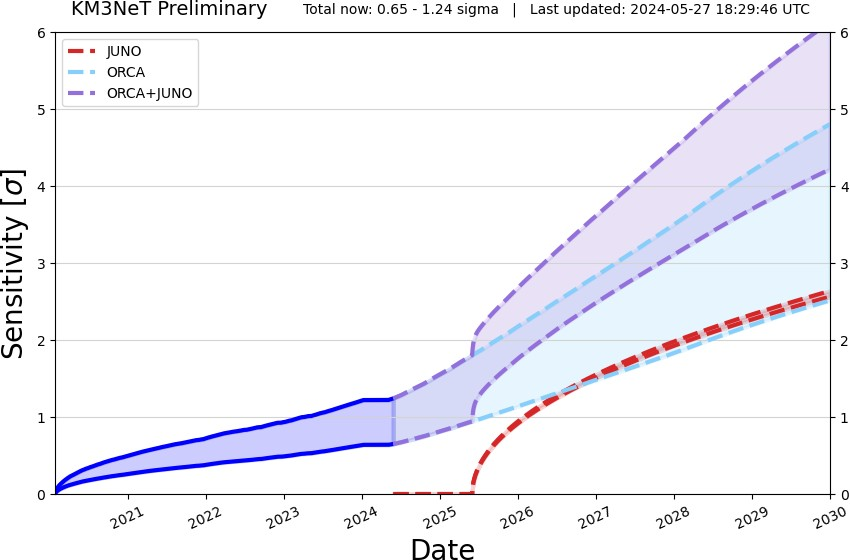 KM3NeT Preliminary Total now: 0.65 - 1.24 sigma | Last updated: 2024-05-27 18:29:46 UTC
JUNO
ORCA
ORCA+JUNO
Sensitivity [σ]
6 6
5 5
4 4
3 3
2 2
1 1
0 0
2021 2022 2023 2024 2025 2026 2027 2028 2029 2030
Date